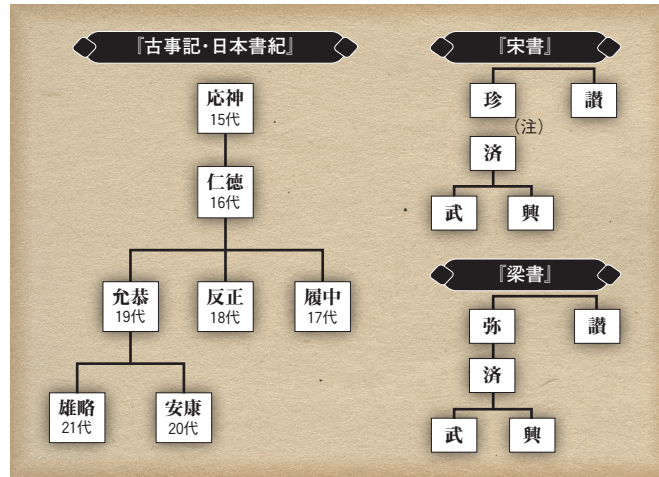 『古事記・日本書紀』
応神
15代
仁徳
16代
允恭
19代
反正
18代
履中
17代
雄略
21代
安康
20代
『宋書』
珍
讃
(注)
済
武
興
『梁書』
弥
讃
済
武
興